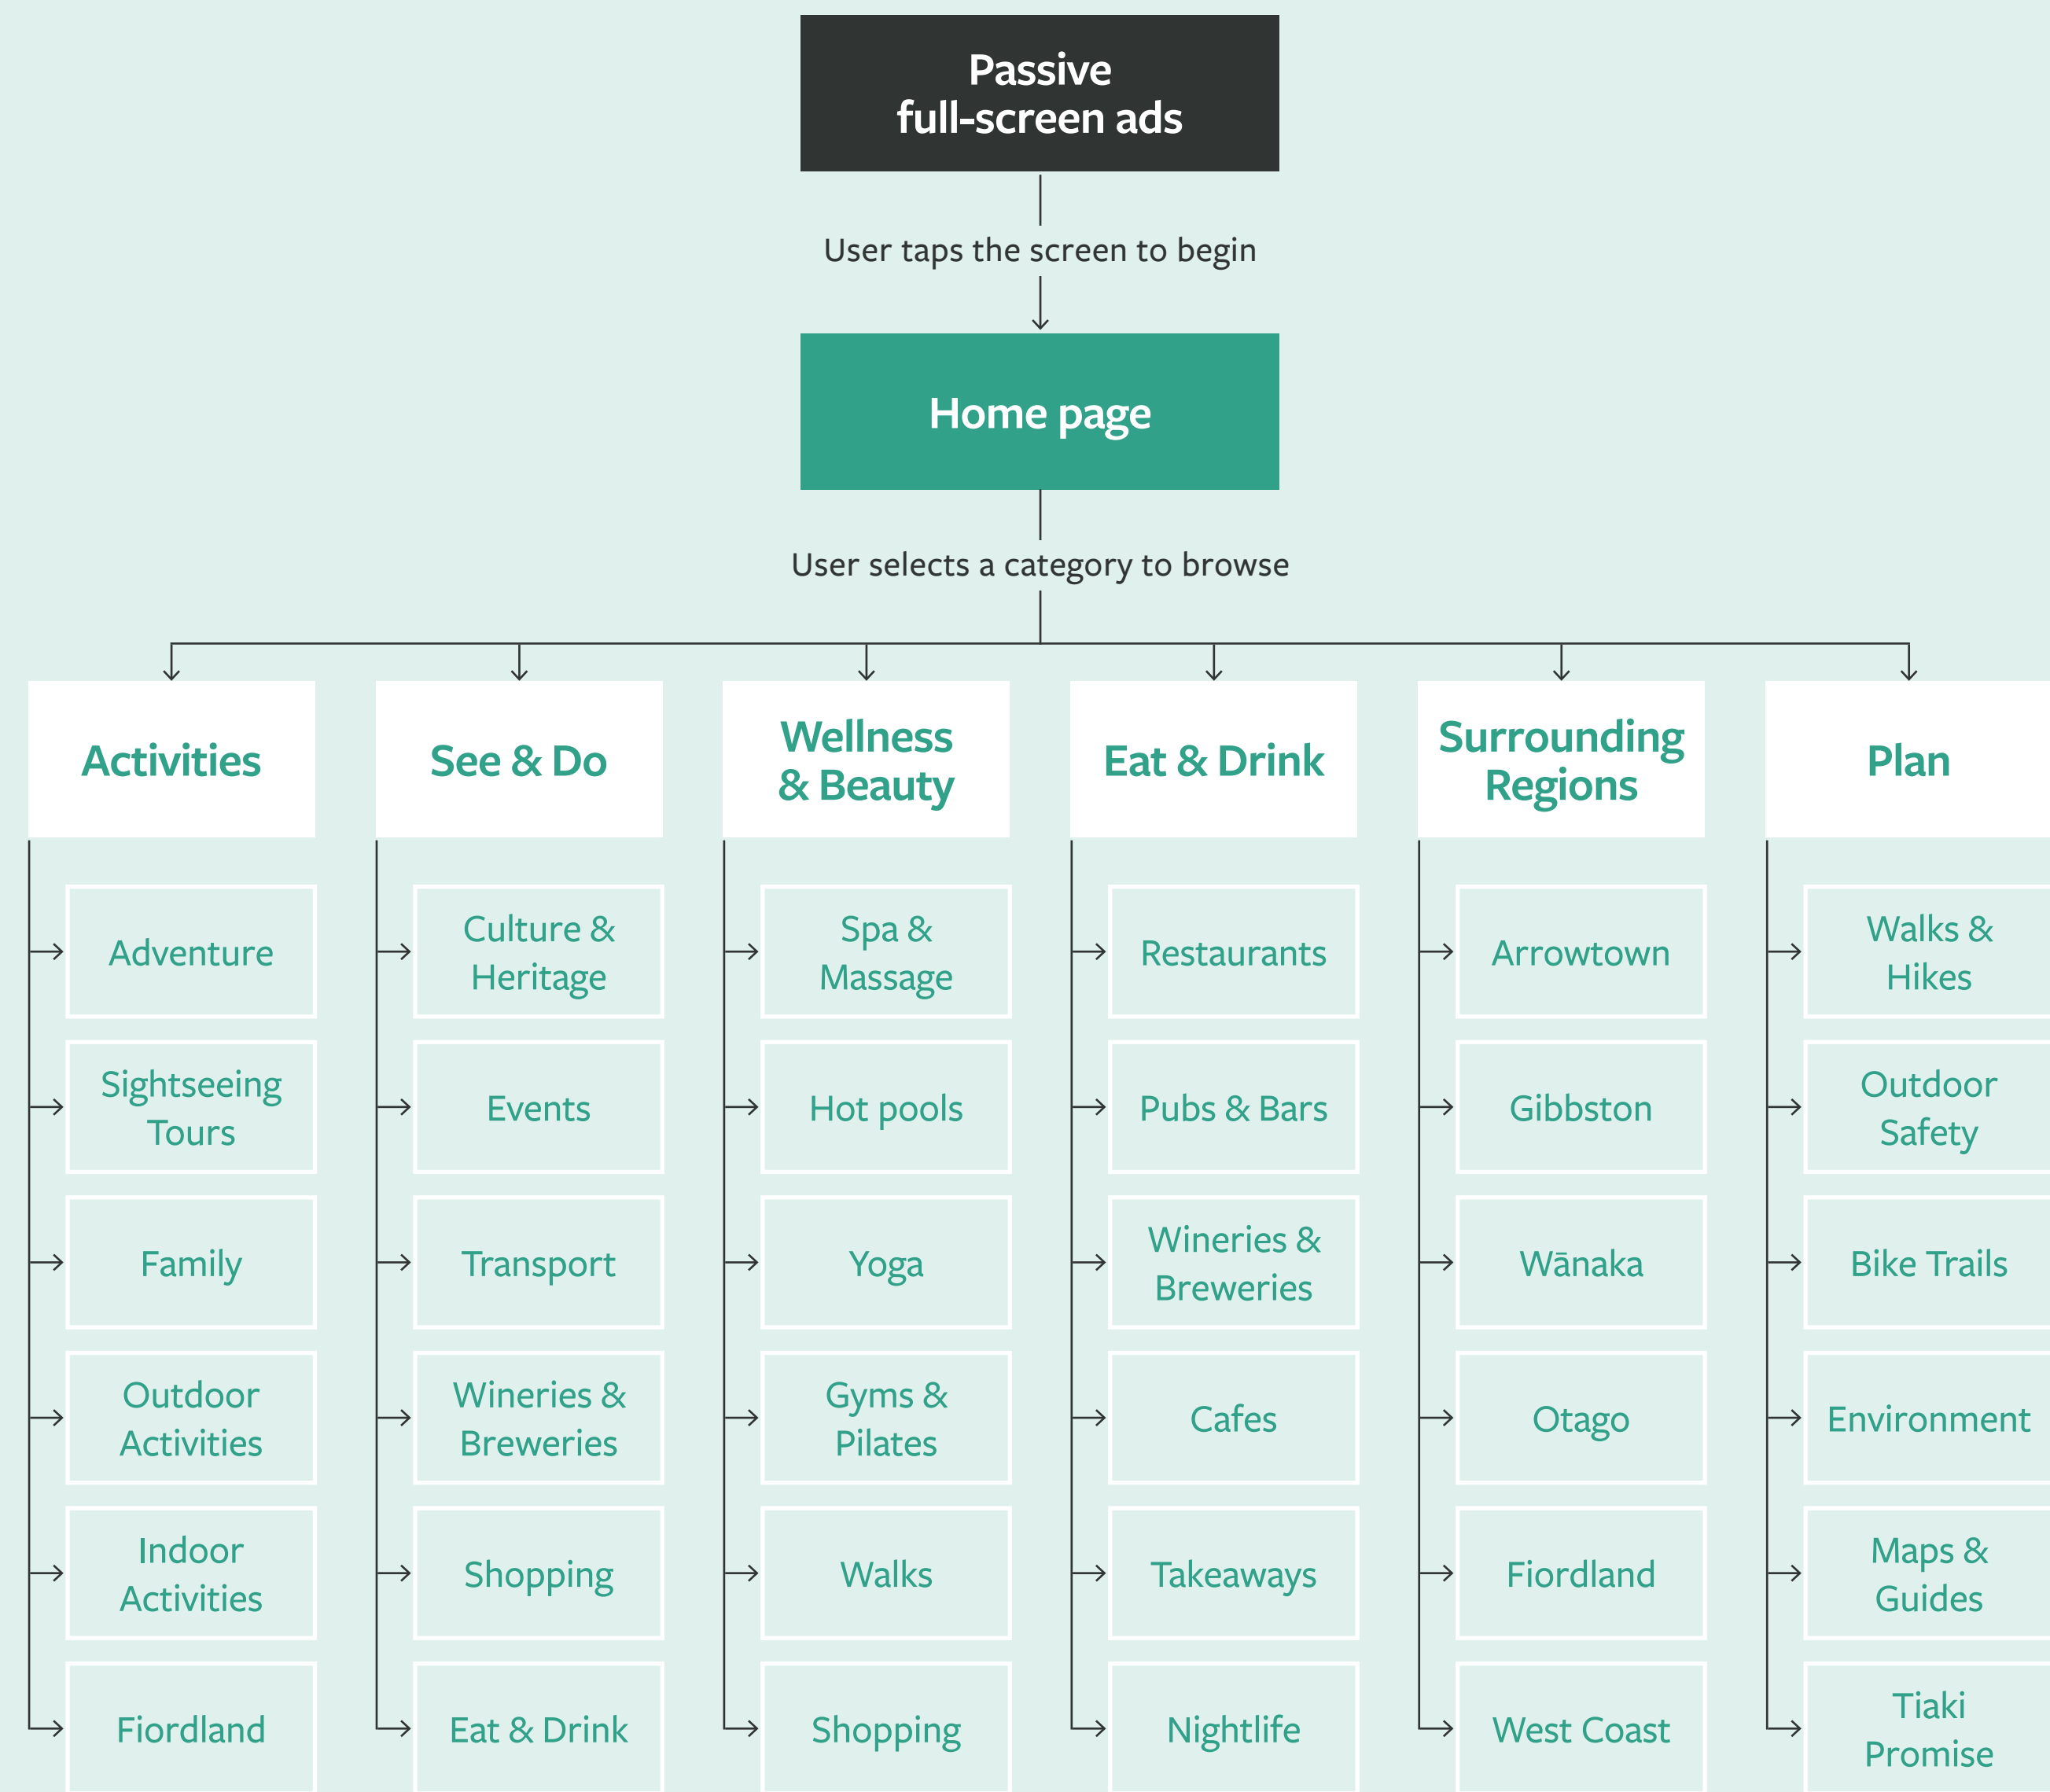 Passive
full-screen ads
User taps the screen to begin
Home page
User selects a category to browse
Activities
Adventure
Sightseeing
Tours
Family
Outdoor
Activities
Indoor
Activities
Fiordland
See & Do
Culture &
Heritage
Events
Transport
Wineries &
Breweries
Shopping
Eat & Drink
Wellness
& Beauty
Spa &
Massage
Hot pools
Yoga
Gyms &
Pilates
Walks
Shopping
Eat & Drink
Restaurants
Pubs & Bars
Wineries &
Breweries
Cafes
Takeaways
Nightlife
Surrounding
Regions
Arrowtown
Gibbston
Wānaka
Otago
Fiordland
West Coast
Plan
Walks &
Hikes
Outdoor
Safety
Bike Trails
Environment
Maps &
Guides
Tiaki
Promise